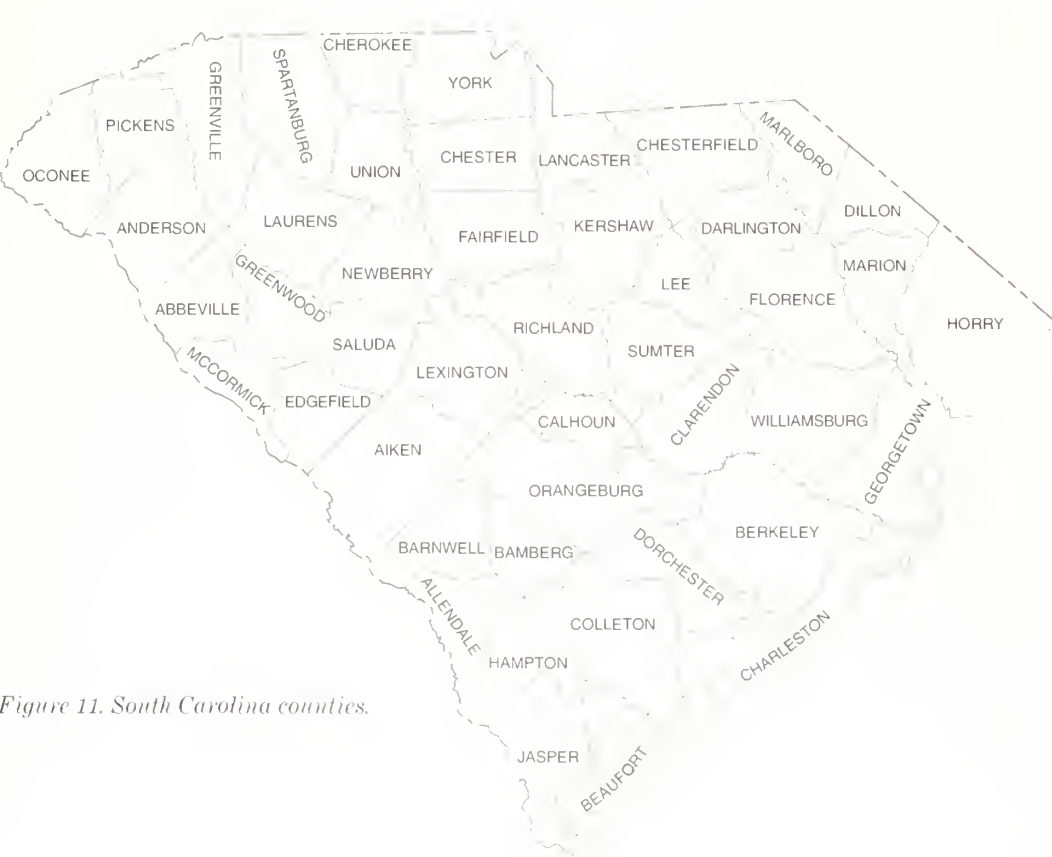 CHEROKEE
SPARTANBURG
GREENVILLE
YORK
PICKENS
MARLBORO
CHESTERFIELD
CHESTER
LANCASTER
UNION
OCONEE
DILLON
LAURENS
ANDERSON
KERSHAW
DARLINGTON
FAIRFIELD
MARION
NEWBERRY
GREENWOOD
LEE
FLORENCE
ABBEVILLE
HORRY
RICHLAND
SALUDA
SUMTER
LEXINGTON
MCCORMICK
EDGEFIELD
CLARENDON
CALHOUN
WILLIAMSBURG
GEORGETOWN
AIKEN
ORANGEBURG
BERKELEY
BARNWELL
BAMBERG
DORCHESTER
ALLENDALE
COLLETON
CHARLESTON
HAMPTON
Figure 11. South Carolina counties.
JASPER
BEAUFORT